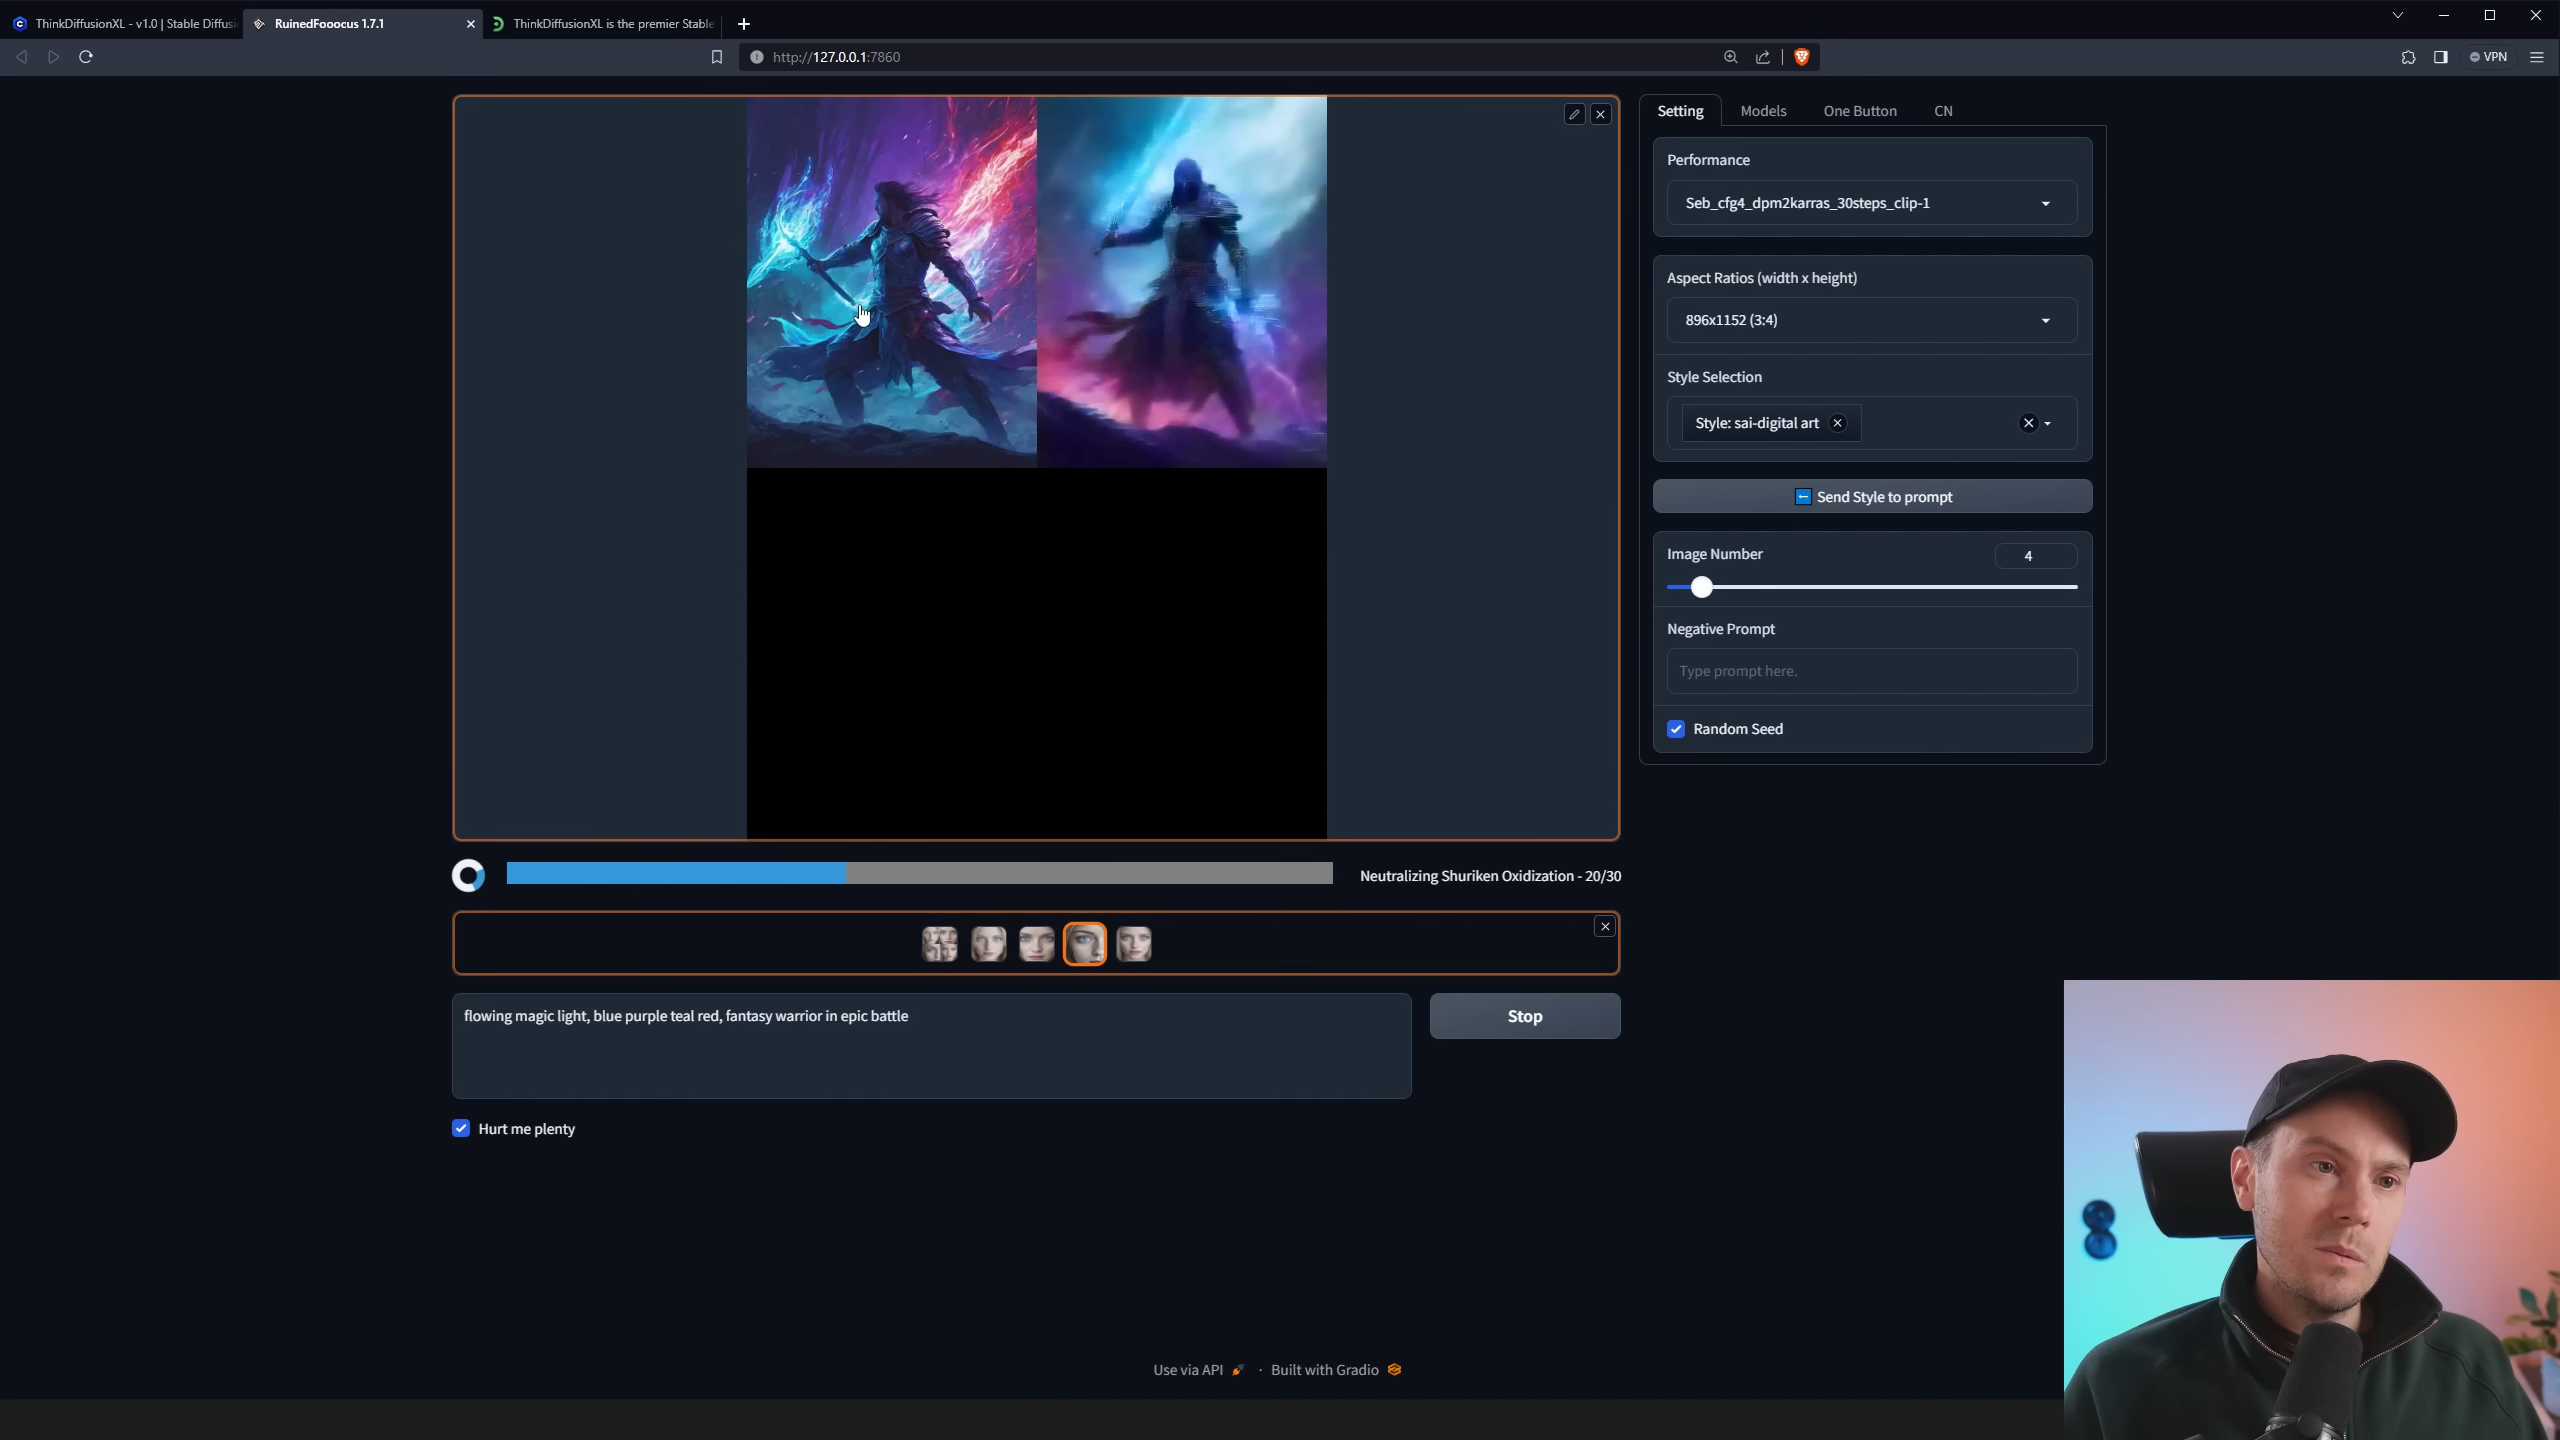 ThinkDiffusionXL - v1.0 | Stable Diffus
RuinedFooocus 1.7.1
ThinkDiffusionXL is the premier Stable
http://127.0.0.1:7860
VPN
Setting
Models
One Button
CN
Performance
Seb_cfg4_dpm2karras_30steps_clip-1
Aspect Ratios (width x height)
896x1152 (3:4)
Style Selection
Style: sai-digital art
Send Style to prompt
Image Number
4
Negative Prompt
Type prompt here.
Random Seed
Neutralizing Shuriken Oxidization - 20/30
flowing magic light, blue purple teal red, fantasy warrior in epic battle
Stop
Hurt me plenty
Use via API · Built with Gradio